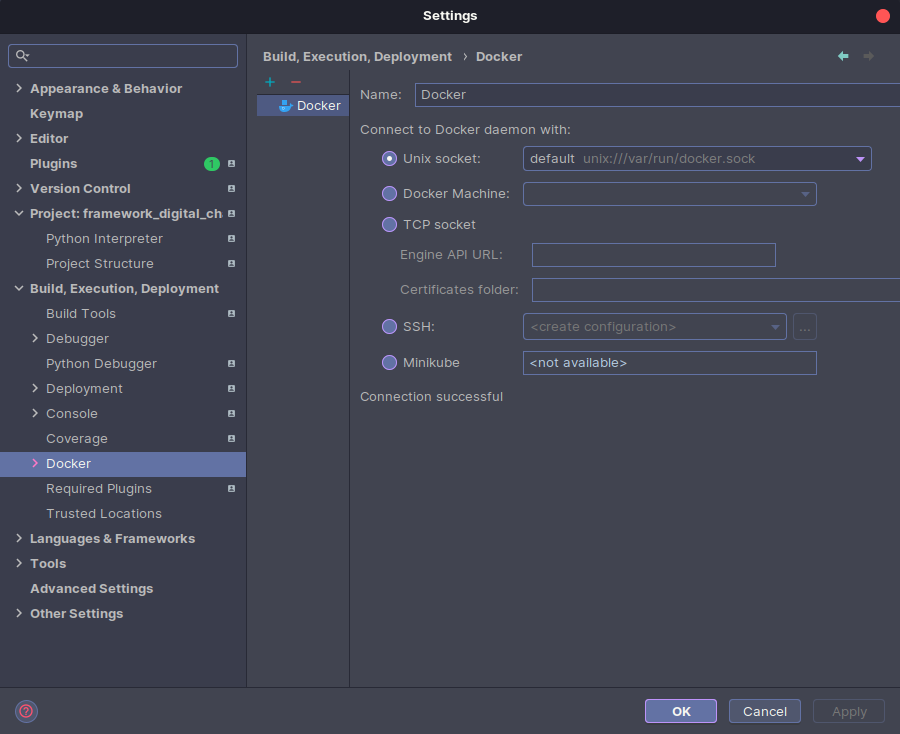 Settings
Appearance & Behavior
Keymap
Editor
Plugins
1
Version Control
Project: framework_digital_ch
Python Interpreter
Project Structure
Build, Execution, Deployment
Build Tools
Debugger
Python Debugger
Deployment
Console
Coverage
Docker
Required Plugins
Trusted Locations
Languages & Frameworks
Tools
Advanced Settings
Other Settings
Build, Execution, Deployment › Docker
+ −
Docker
Name: Docker
Connect to Docker daemon with:
Unix socket: default unix:///var/run/docker.sock
Docker Machine:
TCP socket
Engine API URL:
Certificates folder:
SSH: <create configuration> ...
Minikube <not available>
Connection successful
?
OK Cancel Apply